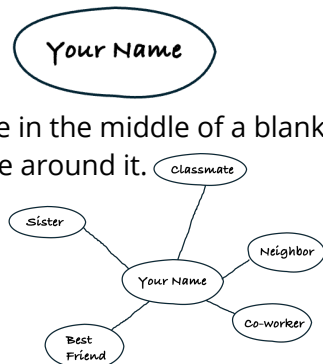 Your Name
e in the middle of a blank
e around it.
Classmate
Sister
Neighbor
Your Name
Co-worker
Best
Friend